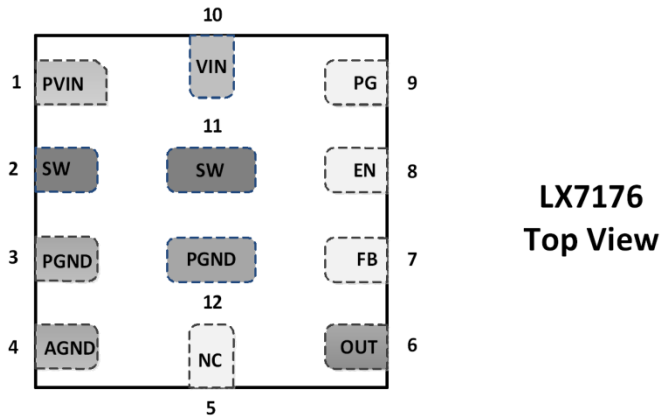 10
1 PVIN VIN PG 9
11
2 SW SW EN 8
LX7176
Top View
3 PGND PGND FB 7
12
4 AGND NC OUT 6
5